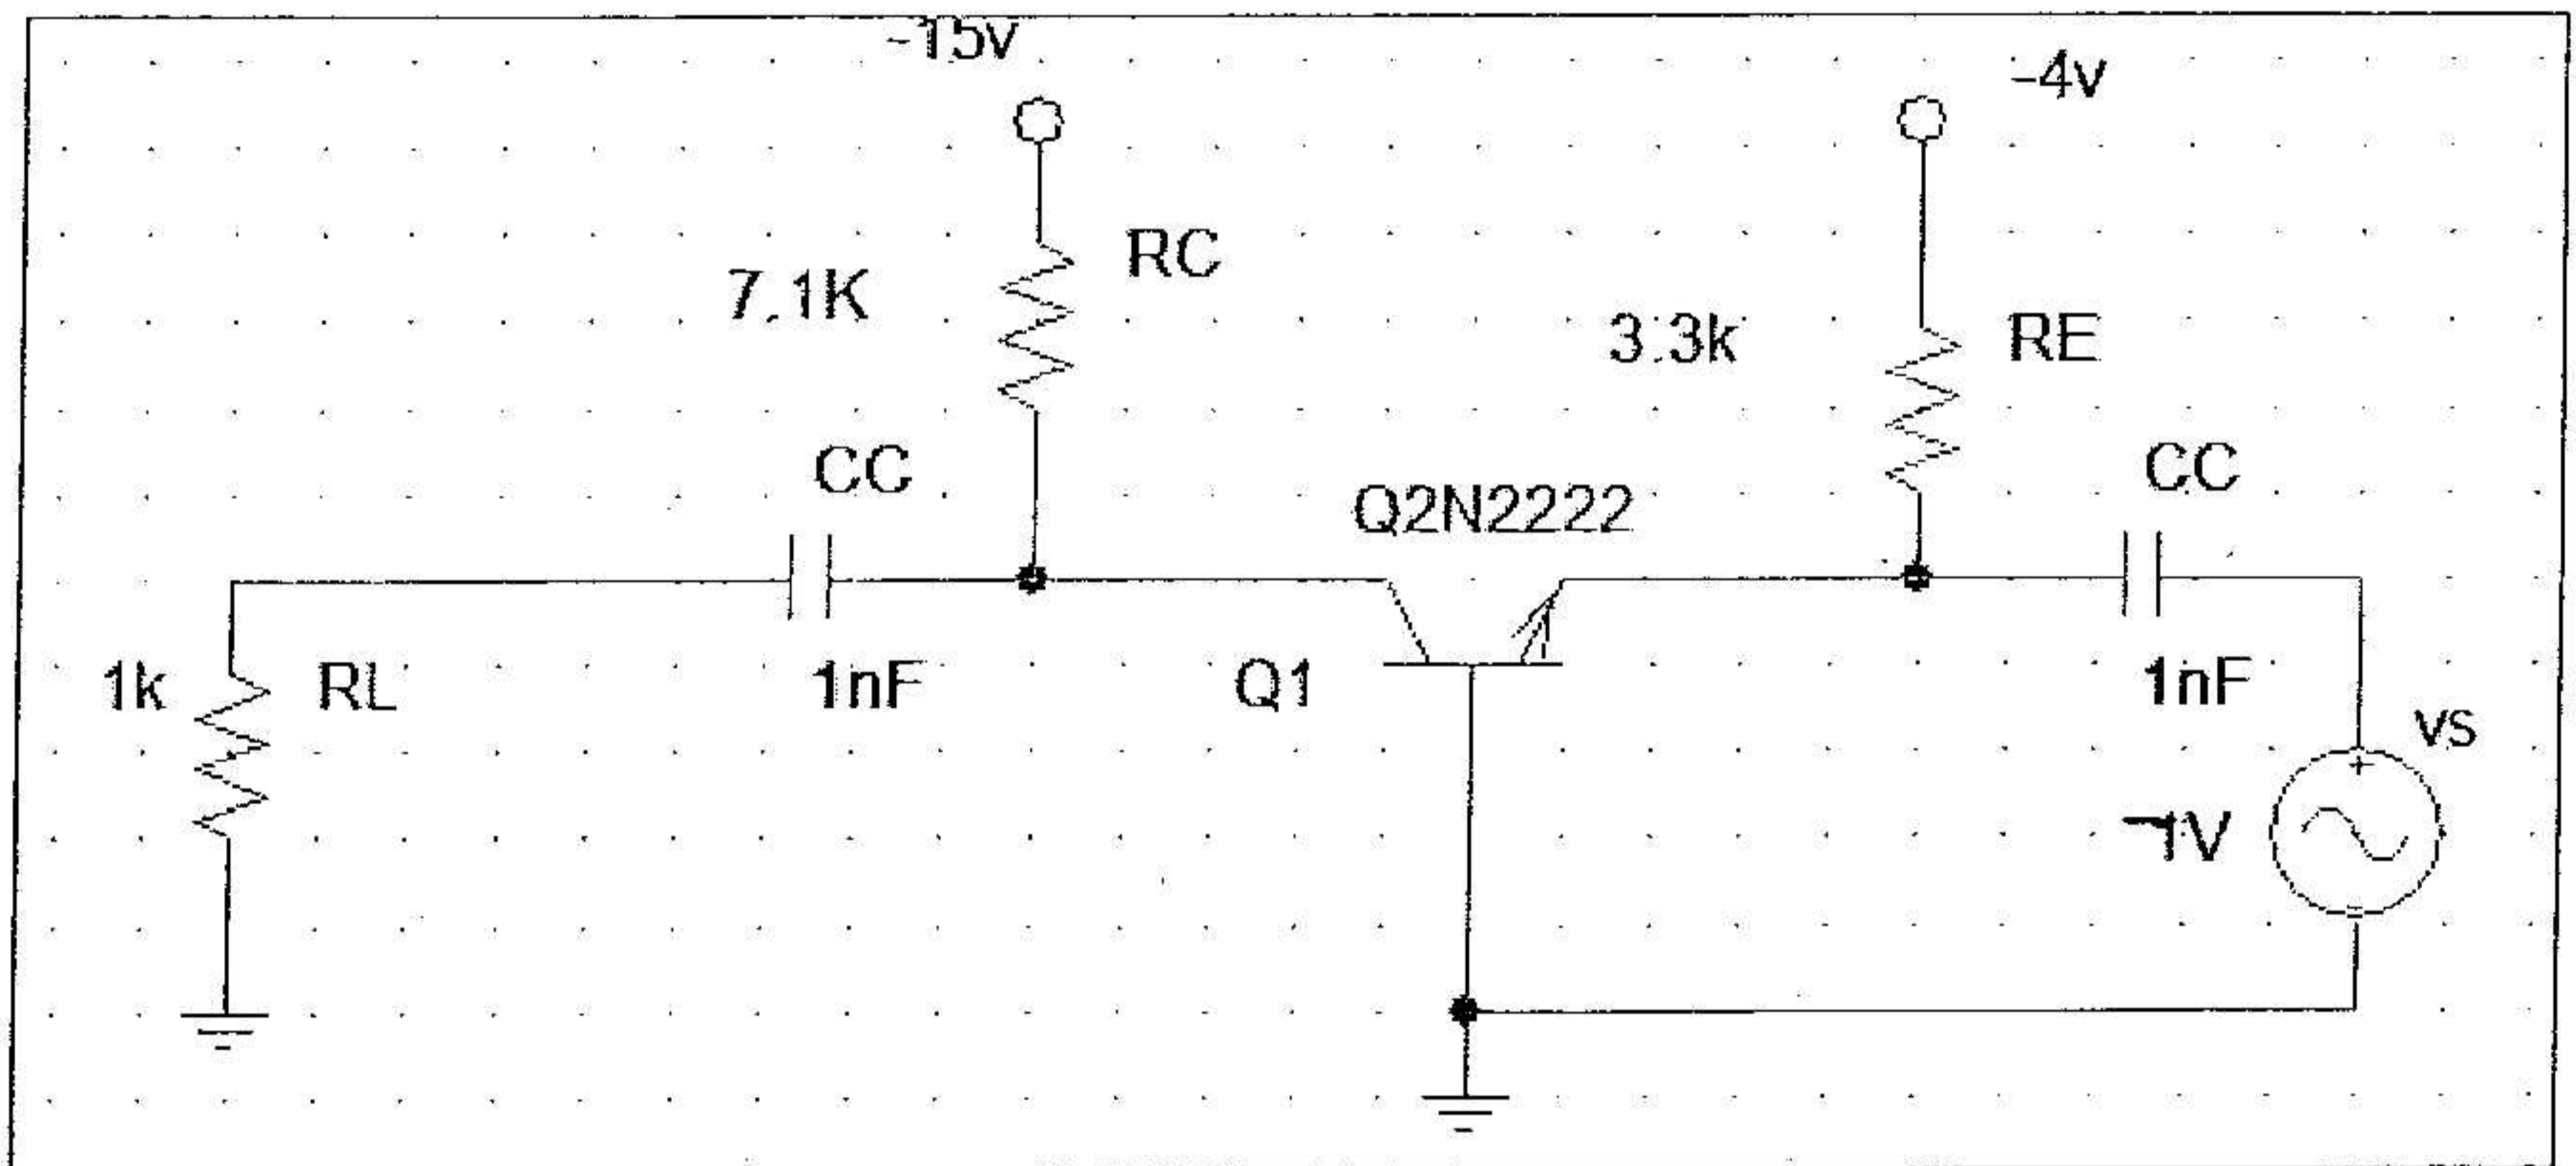 -15v
-4v
RC
7.1K
3.3k
RE
CC
CC
Q2N2222
1k
RL
1nF
Q1
1nF
vs
1V